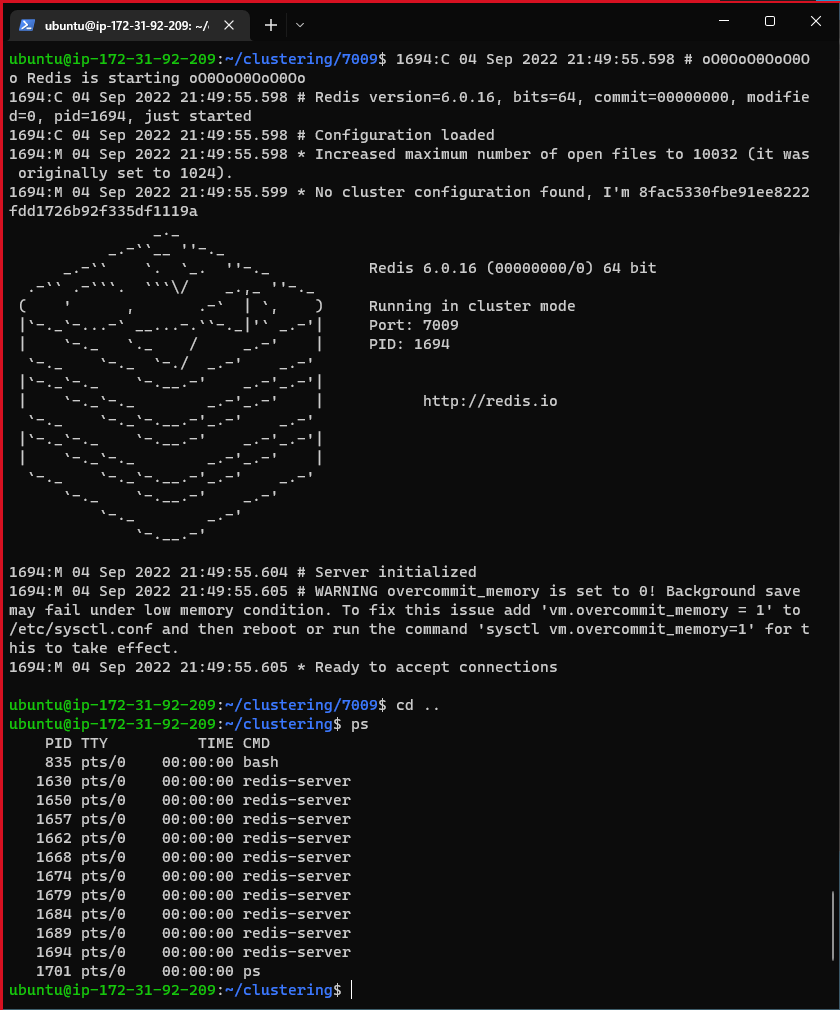 ubuntu@ip-172-31-92-209: ~/
ubuntu@ip-172-31-92-209:~/clustering/7009$ 1694:C 04 Sep 2022 21:49:55.598 # oO0OoO0OoO0O
o Redis is starting oO0OoO0OoO0Oo
1694:C 04 Sep 2022 21:49:55.598 # Redis version=6.0.16, bits=64, commit=00000000, modifie
d=0, pid=1694, just started
1694:C 04 Sep 2022 21:49:55.598 # Configuration loaded
1694:M 04 Sep 2022 21:49:55.598 * Increased maximum number of open files to 10032 (it was
 originally set to 1024).
1694:M 04 Sep 2022 21:49:55.599 * No cluster configuration found, I'm 8fac5330fbe91ee8222
fdd1726b92f335df1119a
Redis 6.0.16 (00000000/0) 64 bit
Running in cluster mode
Port: 7009
PID: 1694
http://redis.io
1694:M 04 Sep 2022 21:49:55.604 # Server initialized
1694:M 04 Sep 2022 21:49:55.605 # WARNING overcommit_memory is set to 0! Background save
may fail under low memory condition. To fix this issue add 'vm.overcommit_memory = 1' to
/etc/sysctl.conf and then reboot or run the command 'sysctl vm.overcommit_memory=1' for t
his to take effect.
1694:M 04 Sep 2022 21:49:55.605 * Ready to accept connections
ubuntu@ip-172-31-92-209:~/clustering/7009$ cd ..
ubuntu@ip-172-31-92-209:~/clustering$ ps
    PID TTY          TIME CMD
    835 pts/0    00:00:00 bash
   1630 pts/0    00:00:00 redis-server
   1650 pts/0    00:00:00 redis-server
   1657 pts/0    00:00:00 redis-server
   1662 pts/0    00:00:00 redis-server
   1668 pts/0    00:00:00 redis-server
   1674 pts/0    00:00:00 redis-server
   1679 pts/0    00:00:00 redis-server
   1684 pts/0    00:00:00 redis-server
   1689 pts/0    00:00:00 redis-server
   1694 pts/0    00:00:00 redis-server
   1701 pts/0    00:00:00 ps
ubuntu@ip-172-31-92-209:~/clustering$